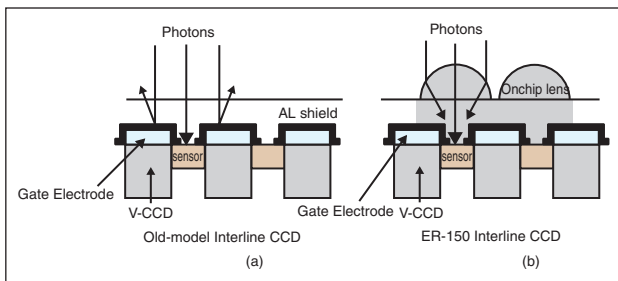 Photons
AL shield
sensor
Gate Electrode
V-CCD
Old-model Interline CCD
(a)
Photons
Onchip lens
sensor
Gate Electrode
V-CCD
ER-150 Interline CCD
(b)